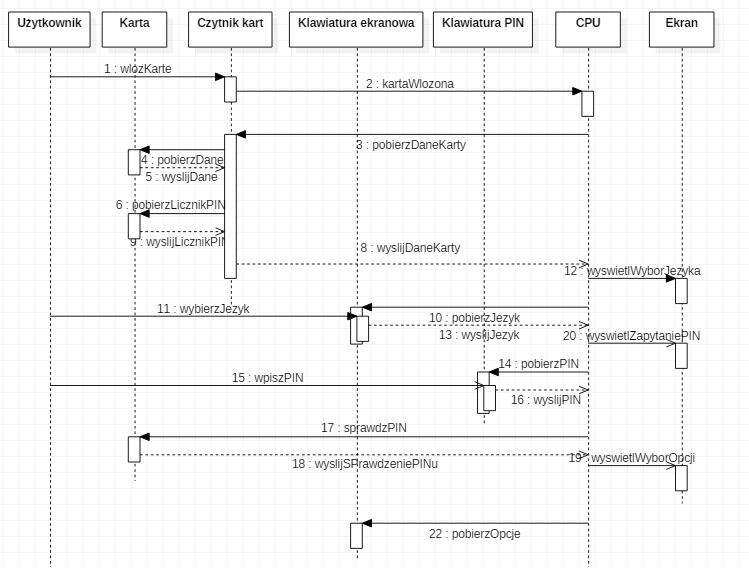 Użytkownik
Karta
Czytnik kart
Klawiatura ekranowa
Klawiatura PIN
CPU
Ekran
1 : wlozKarte
2 : kartaWlozona
3 : pobierzDaneKarty
4 : pobierzDane
5 : wyslijDane
6 : pobierzLicznikPIN
9 : wyslijLicznikPIN
8 : wyslijDaneKarty
12 : wyswietlWyborJezyka
11 : wybierzJezyk
10 : pobierzJezyk
13 : wyslijJezyk
20 : wyswietlZapytaniePIN
14 : pobierzPIN
15 : wpiszPIN
16 : wyslijPIN
17 : sprawdzPIN
18 : wyslijSPrawdzeniePINu
19 : wyswietlWyborOpcji
22 : pobierzOpcje